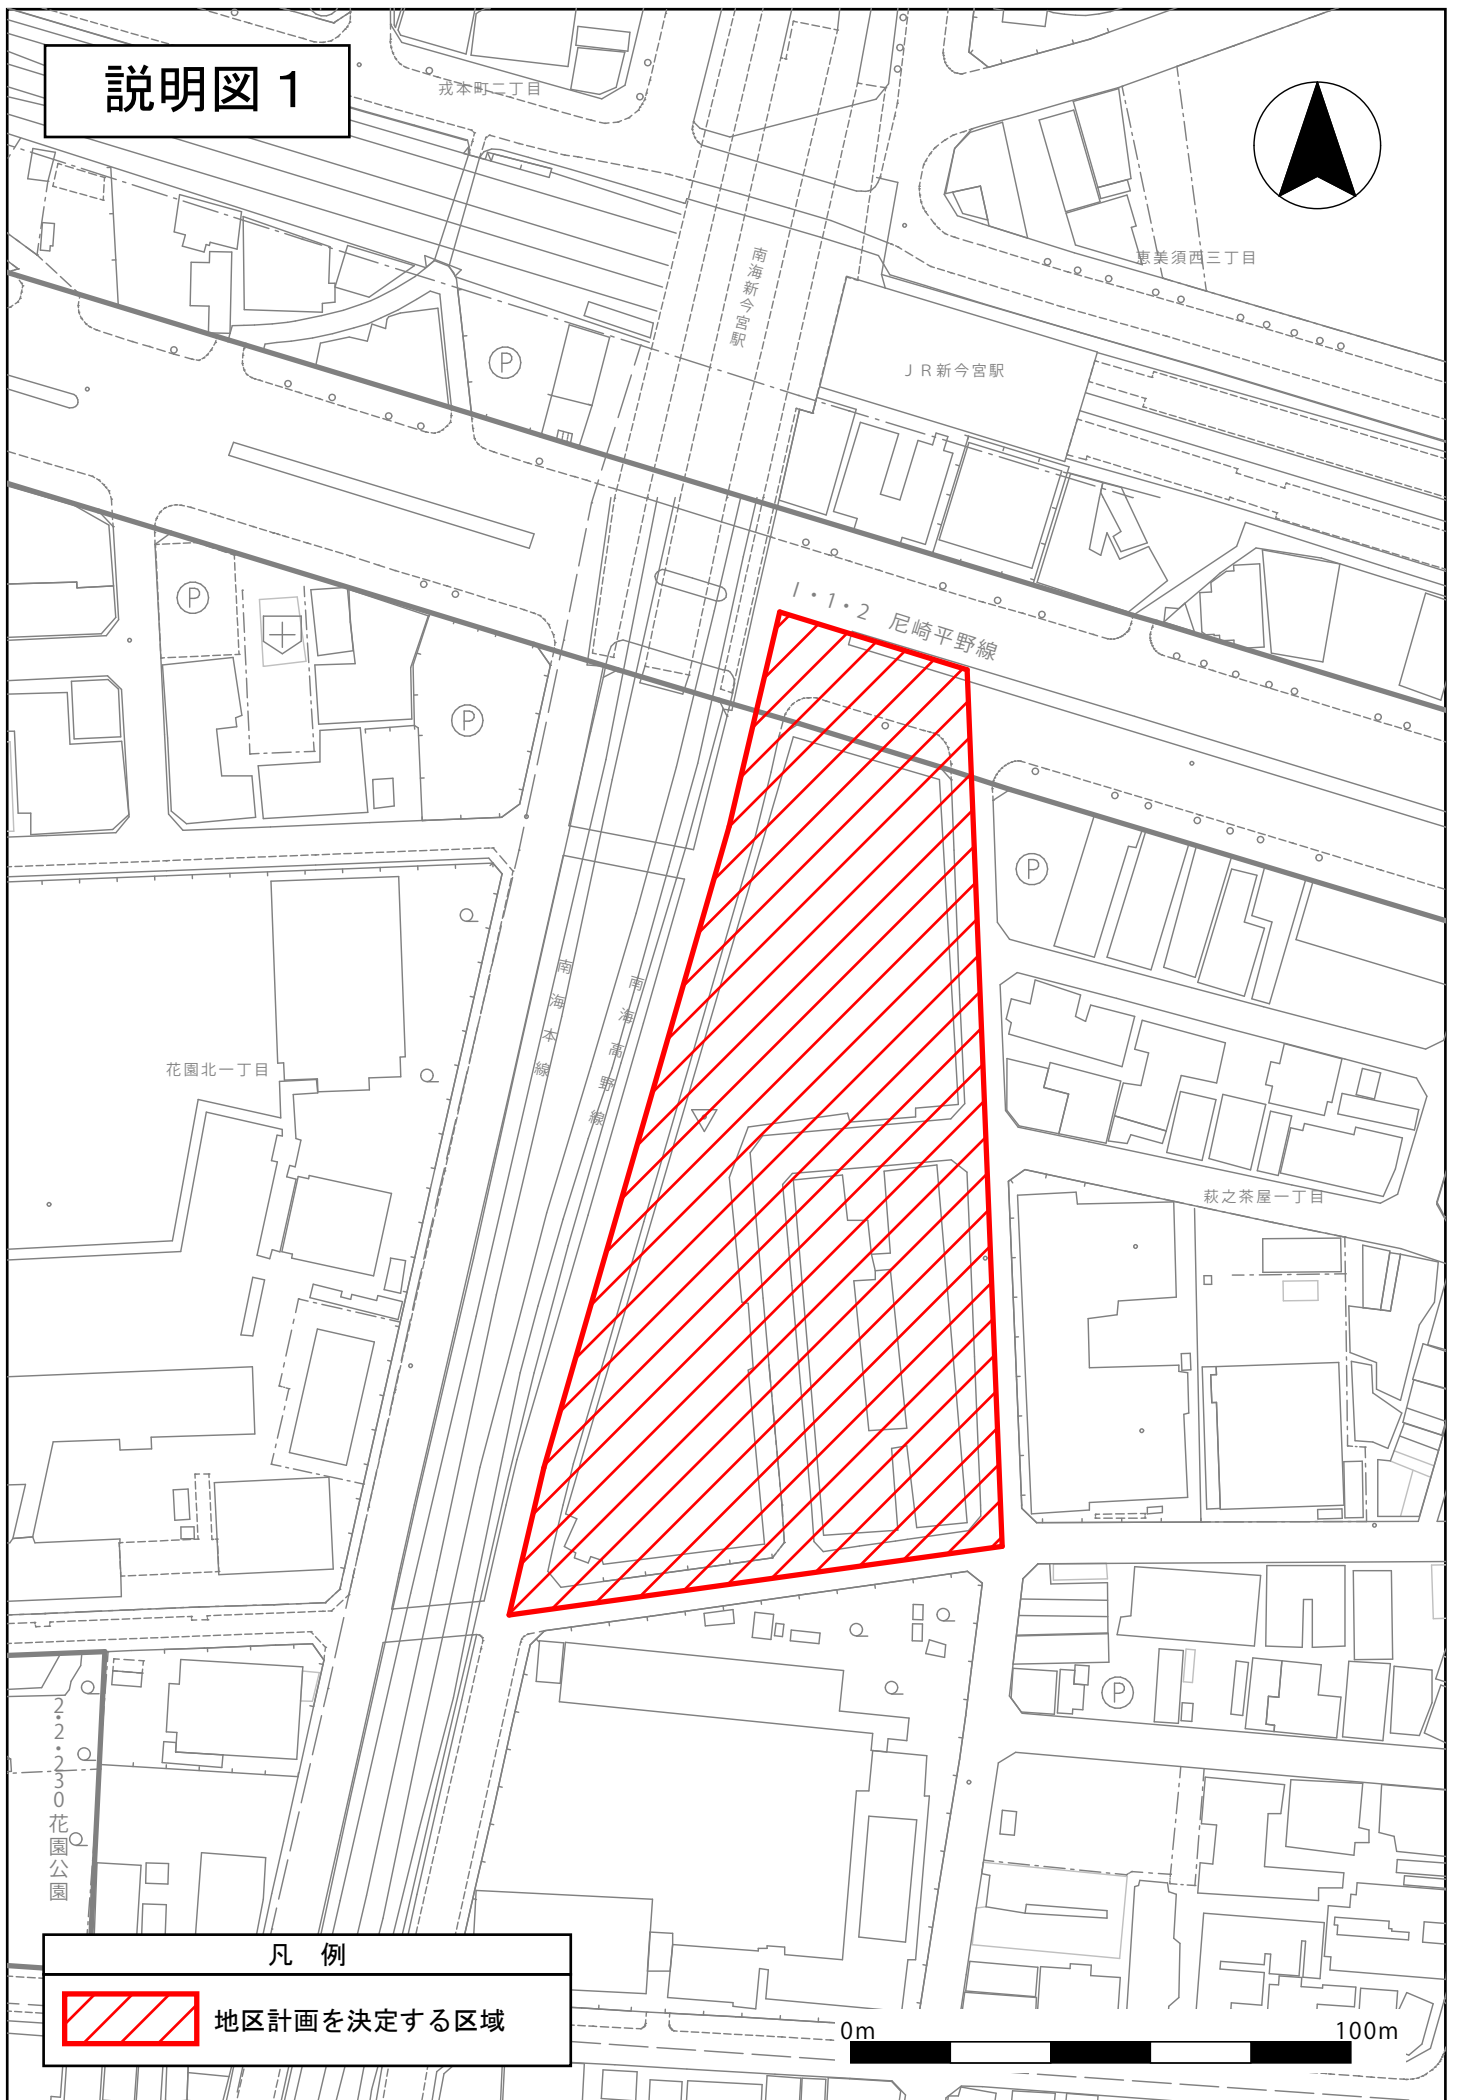 説明図１
戎本町二丁目
恵美須西三丁目
南海新今宮駅
ＪＲ新今宮駅
P
1・1・2 尼崎平野線
P
P
P
南海本線
南海高野線
花園北一丁目
萩之茶屋一丁目
P
2・2・230花園公園
凡 例
地区計画を決定する区域
0m
100m